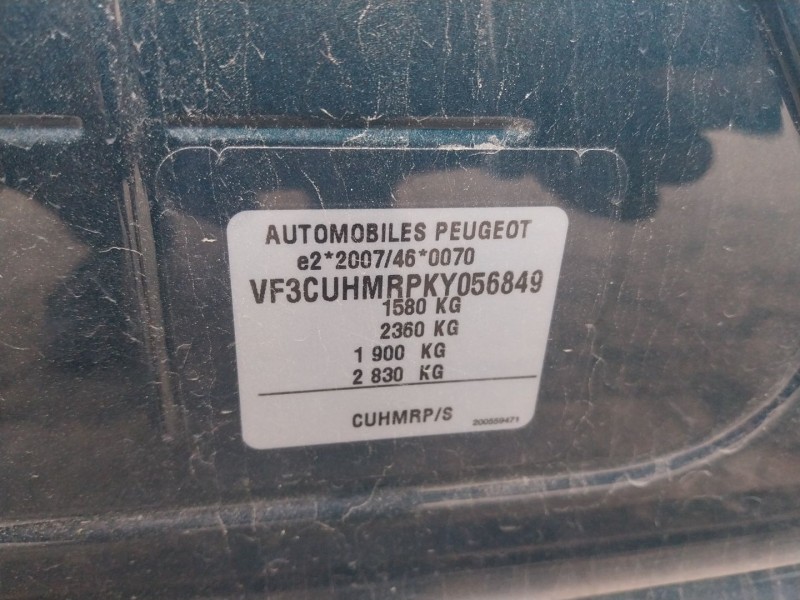 AUTOMOBILES PEUGEOT
e2*2007/46*0070
VF3CUHMRPKY056849
1580 KG
2360 KG
1 900 KG
2 830 KG
CUHMRP/S 200559471